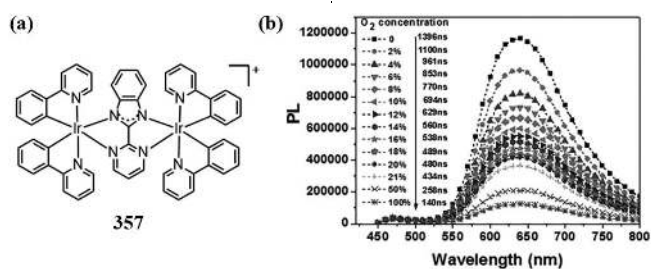 (a)
N
N
N
N
Ir
Ir
N
N
N
N
+
357
(b)
PL
1200000
1000000
800000
600000
400000
200000
0
O2 concentration
0 1396ns
2% 1100ns
4% 961ns
6% 853ns
8% 770ns
10% 694ns
12% 629ns
14% 560ns
16% 538ns
18% 489ns
20% 480ns
21% 434ns
50% 258ns
100% 140ns
450 500 550 600 650 700 750 800
Wavelength (nm)